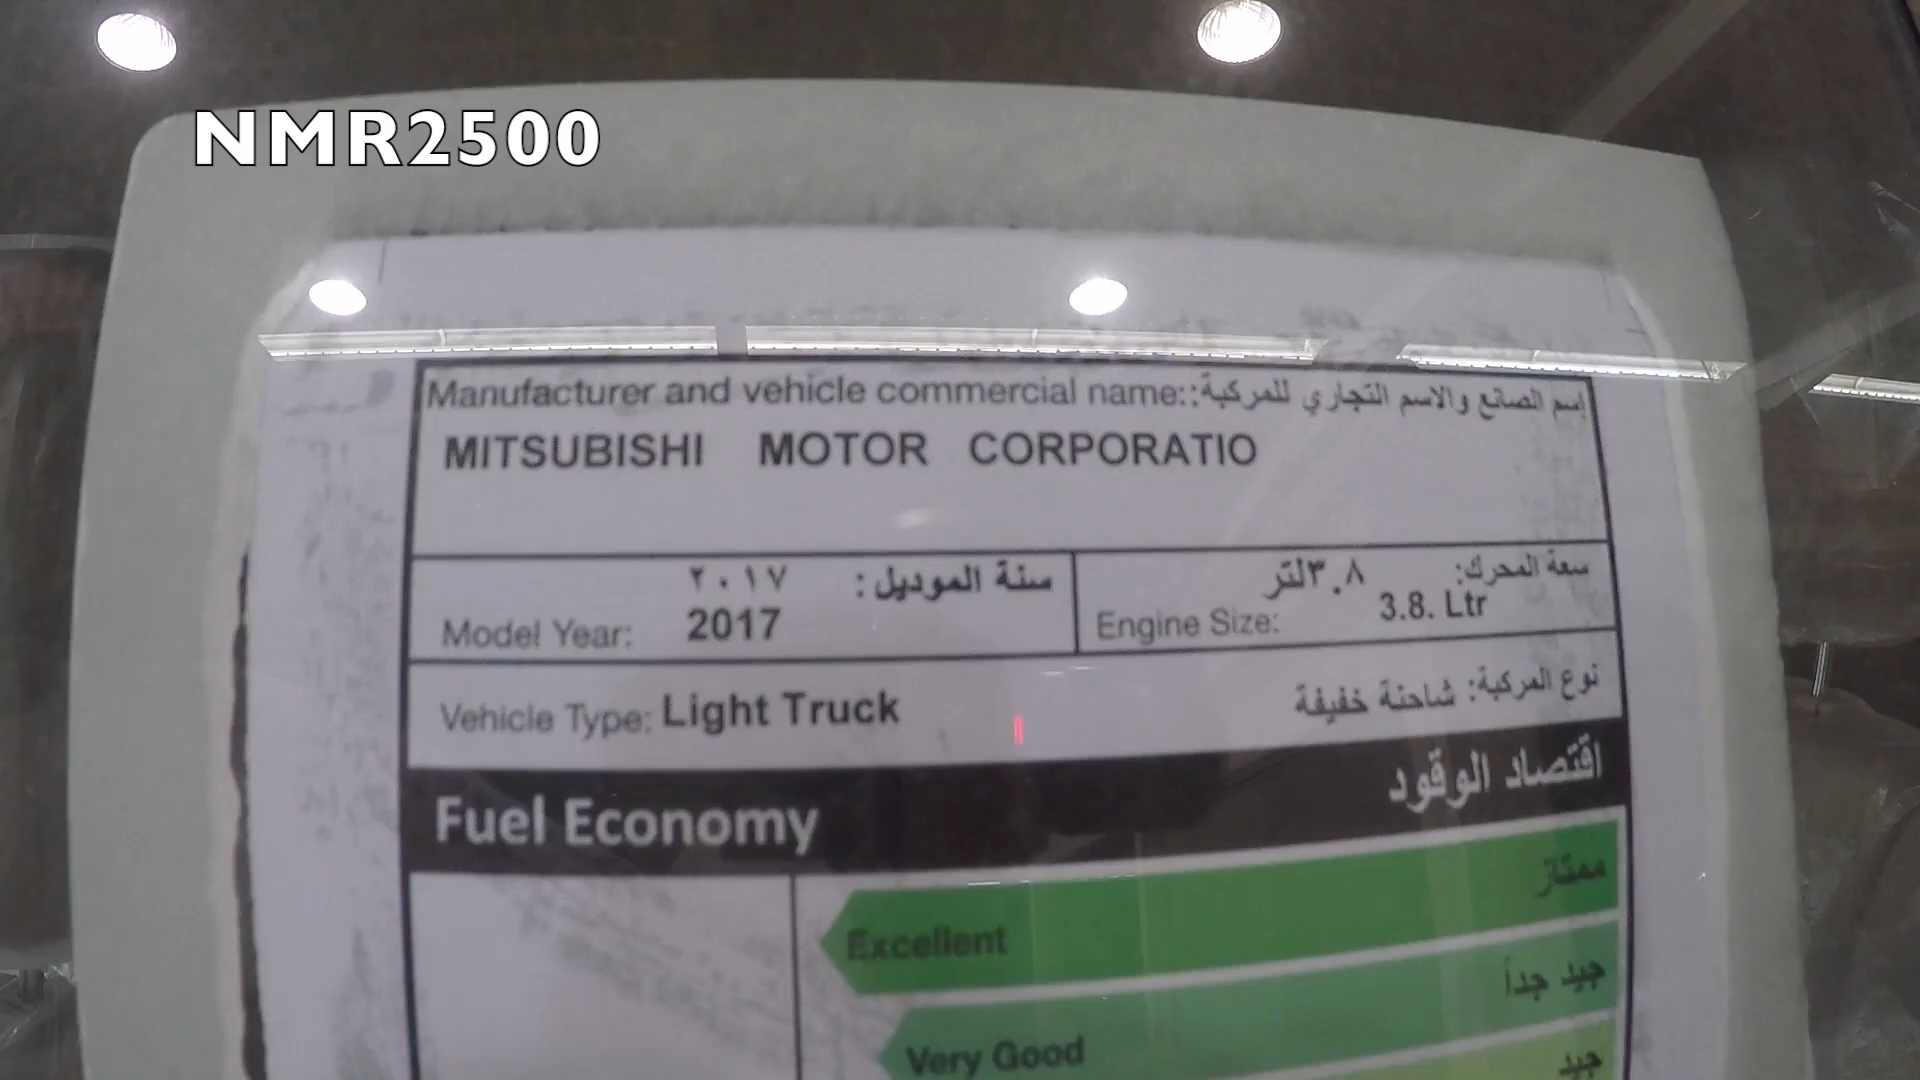 NMR2500
Manufacturer and vehicle commercial name::إسم الصانع والاسم التجاري للمركبة
MITSUBISHI MOTOR CORPORATIO
سنة الموديل: ٢٠١٧
Model Year: 2017
سعة المحرك: ٣.٨لتر
Engine Size: 3.8. Ltr
Vehicle Type: Light Truck
نوع المركبة: شاحنة خفيفة
Fuel Economy
اقتصاد الوقود
Excellent
ممتاز
Very Good
جيد جداً
جيد